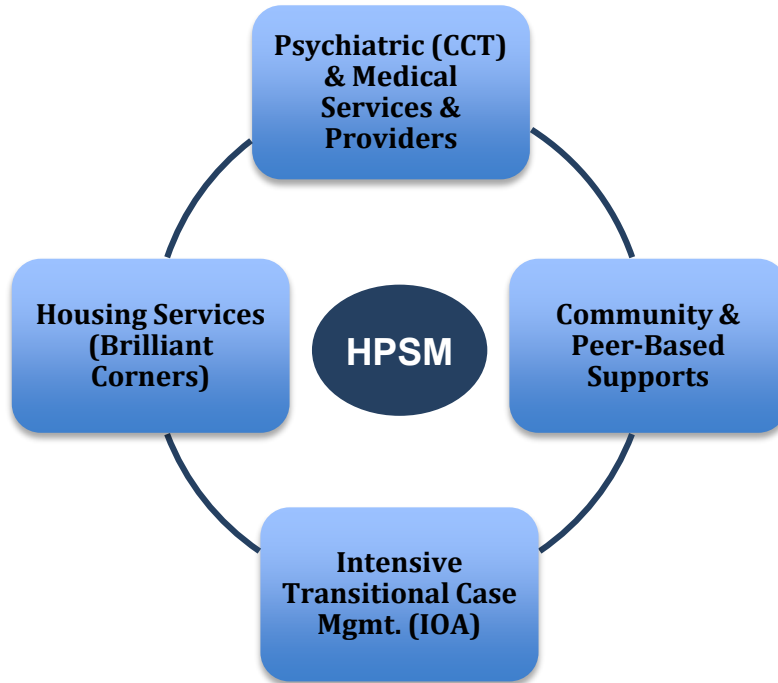 Psychiatric (CCT)
& Medical
Services &
Providers
Housing Services
(Brilliant
Corners)
HPSM
Community &
Peer-Based
Supports
Intensive
Transitional Case
Mgmt. (IOA)